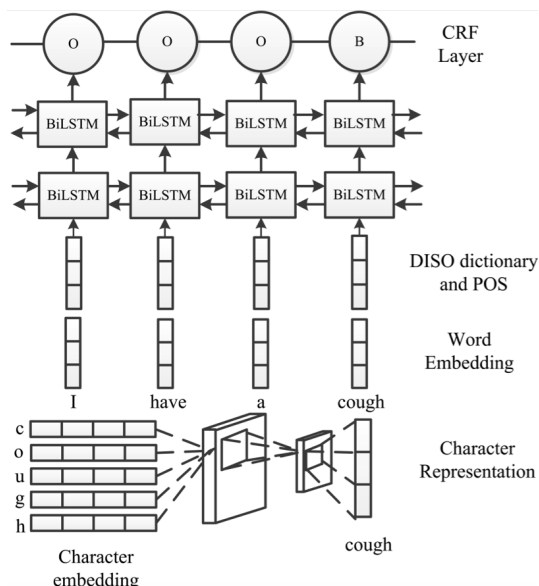 O O O B CRF
Layer
BiLSTM BiLSTM BiLSTM BiLSTM
BiLSTM BiLSTM BiLSTM BiLSTM
DISO dictionary
and POS
Word
Embedding
I have a cough
c
o
u
g
h
Character
Representation
cough
Character
embedding